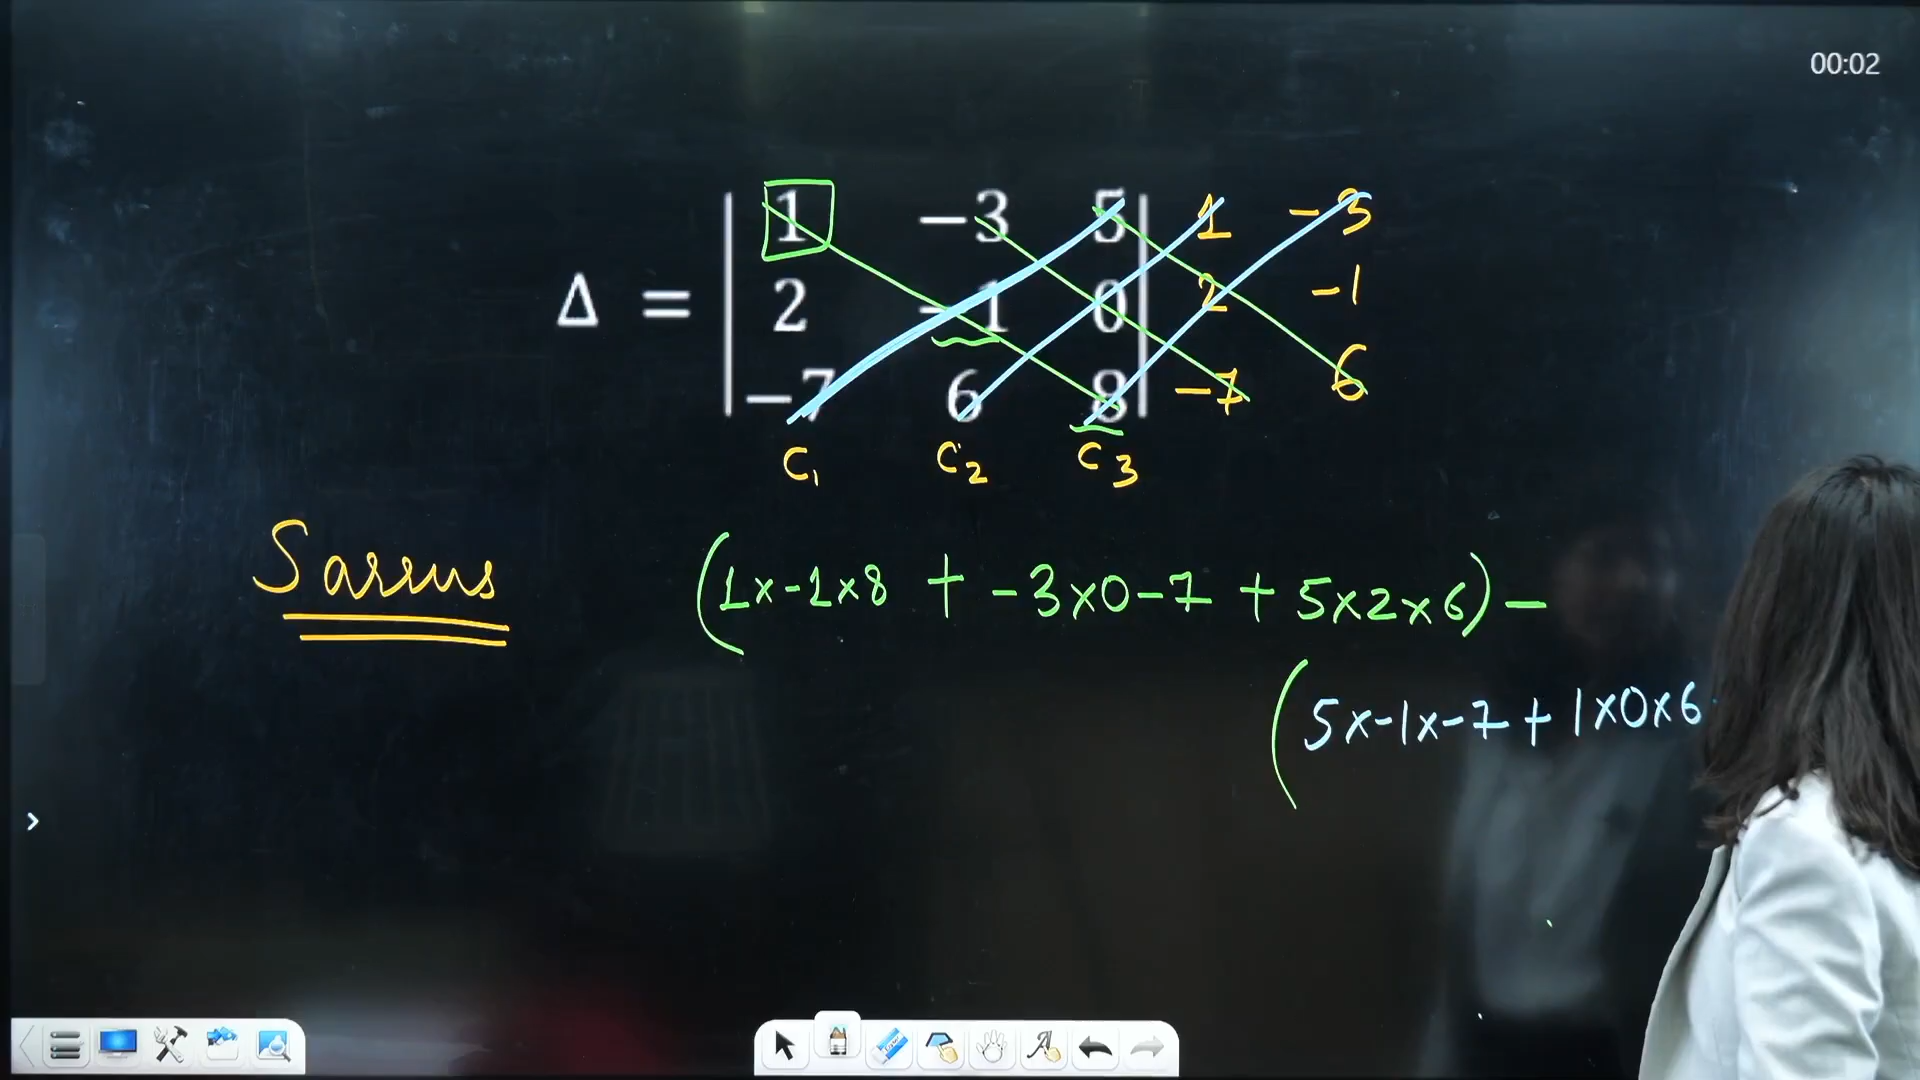 00:02
1 -3 5 1 -3
Δ = 2 -1 0 2 -1
-7 6 8 -7 6
C₁ C₂ C₃
Sarrus
(1x-1x8 + -3x0-7 + 5x2x6) -
(5x-1x-7 + 1x0x6